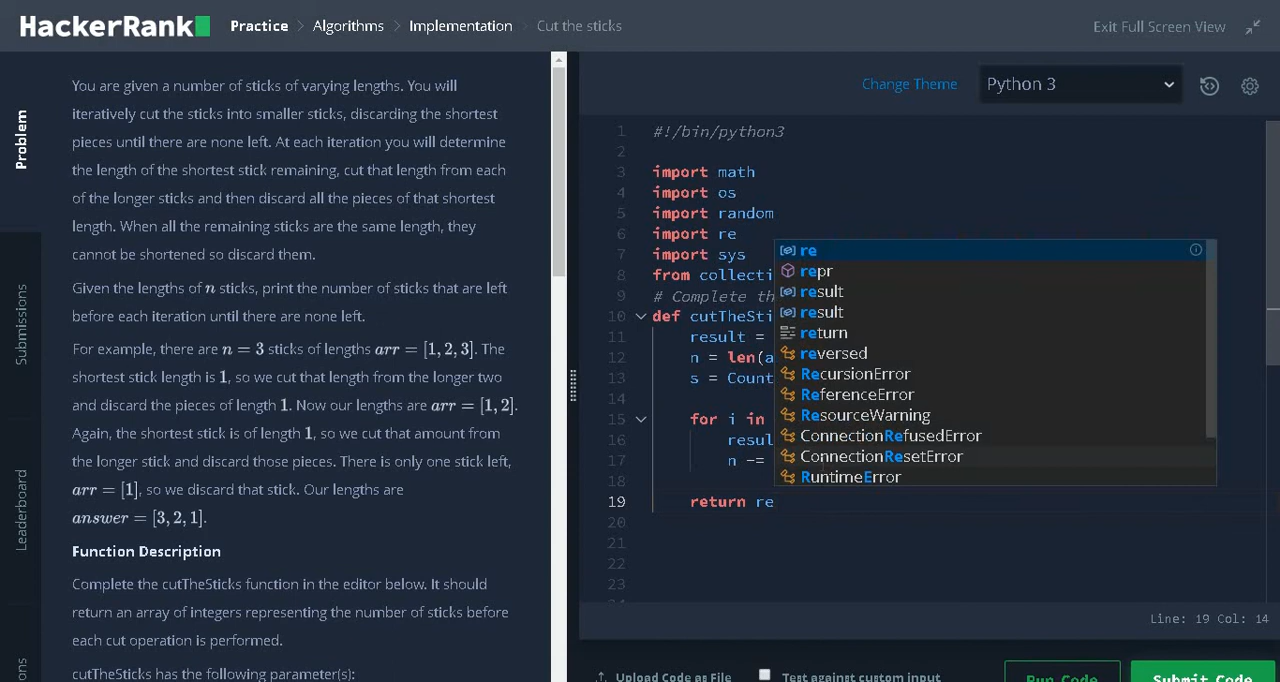 HackerRank Practice > Algorithms > Implementation > Cut the sticks Exit Full Screen View
Problem
Submissions
Leaderboard
You are given a number of sticks of varying lengths. You will
iteratively cut the sticks into smaller sticks, discarding the shortest
pieces until there are none left. At each iteration you will determine
the length of the shortest stick remaining, cut that length from each
of the longer sticks and then discard all the pieces of that shortest
length. When all the remaining sticks are the same length, they
cannot be shortened so discard them.
Given the lengths of n sticks, print the number of sticks that are left
before each iteration until there are none left.
For example, there are n = 3 sticks of lengths arr = [1, 2, 3]. The
shortest stick length is 1, so we cut that length from the longer two
and discard the pieces of length 1. Now our lengths are arr = [1, 2].
Again, the shortest stick is of length 1, so we cut that amount from
the longer stick and discard those pieces. There is only one stick left,
arr = [1], so we discard that stick. Our lengths are
answer = [3, 2, 1].
Function Description
Complete the cutTheSticks function in the editor below. It should
return an array of integers representing the number of sticks before
each cut operation is performed.
cutTheSticks has the following parameter(s):
Change Theme Python 3
1 #!/bin/python3
2
3 import math
4 import os
5 import random
6 import re
7 import sys
8 from collecti
9 # Complete th
10 def cutTheSti
11 result =
12 n = len(a
13 s = Count
14
15 for i in
16 resul
17 n -=
18
19 return re
20
21
22
23
re
repr
result
result
return
reversed
RecursionError
ReferenceError
ResourceWarning
ConnectionRefusedError
ConnectionResetError
RuntimeError
Line: 19 Col: 14
Upload Code as File Test against custom input Run Code Submit Code